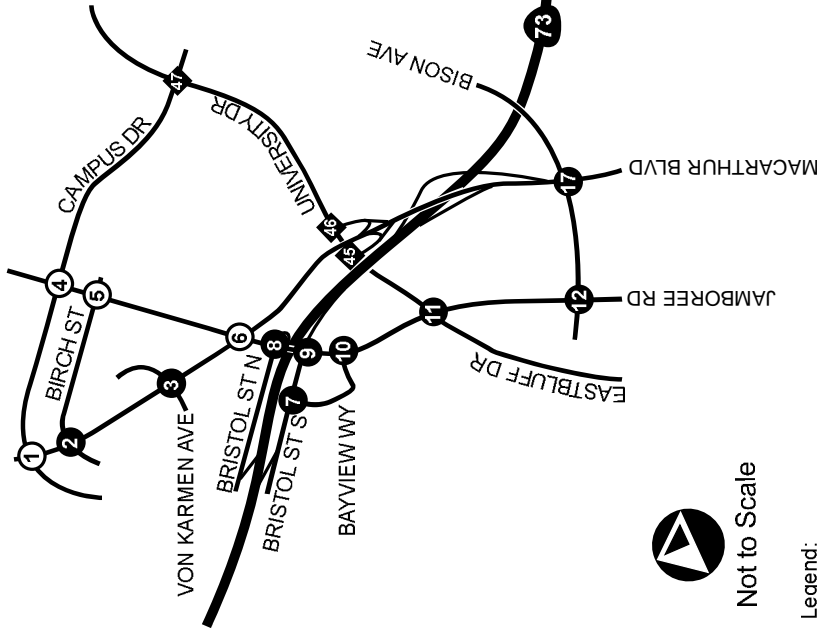 73
BISON AVE
47
UNIVERSITY DR
CAMPUS DR
MACARTHUR BLVD
17
46
45
4
5
JAMBOREE RD
12
11
6
8
9
10
BIRCH ST
3
EASTBLUFF DR
BRISTOL ST N
7
BRISTOL ST S
1
2
VON KARMEN AVE
BAYVIEW WY
Not to Scale
Legend: